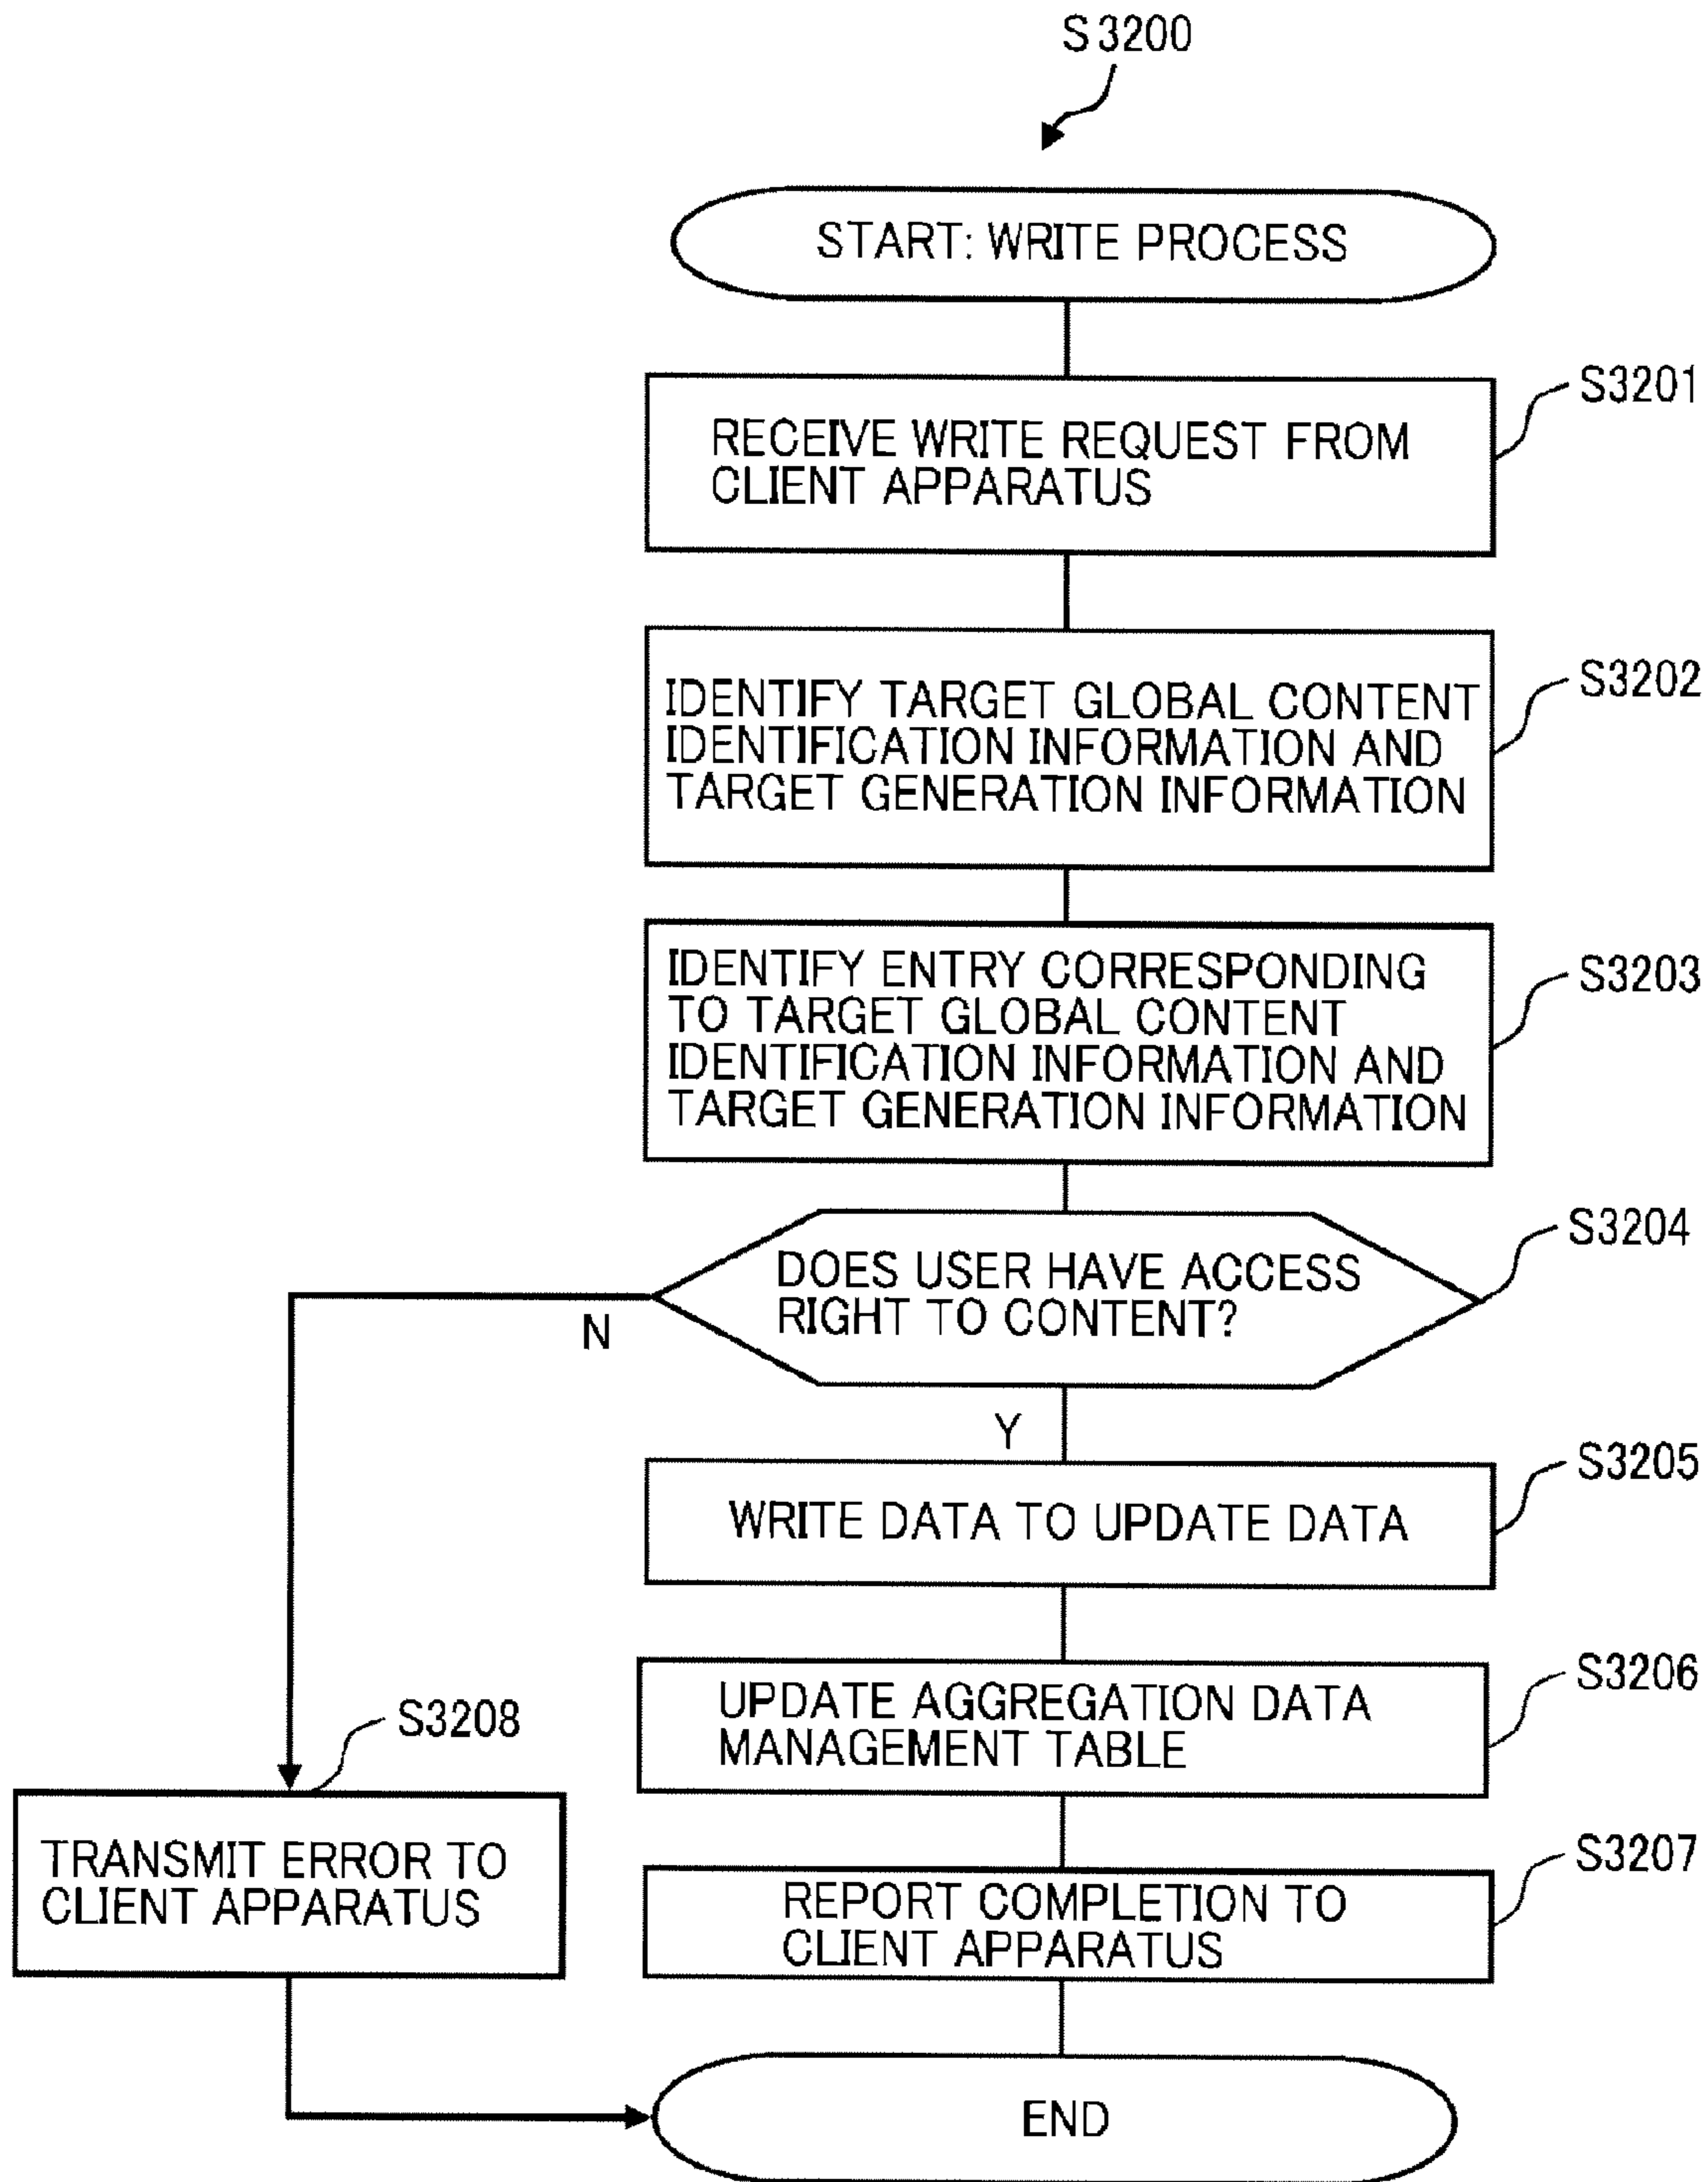 S3200
START: WRITE PROCESS
S3201
RECEIVE WRITE REQUEST FROM
CLIENT APPARATUS
S3202
IDENTIFY TARGET GLOBAL CONTENT
IDENTIFICATION INFORMATION AND
TARGET GENERATION INFORMATION
S3203
IDENTIFY ENTRY CORRESPONDING
TO TARGET GLOBAL CONTENT
IDENTIFICATION INFORMATION AND
TARGET GENERATION INFORMATION
S3204
DOES USER HAVE ACCESS
RIGHT TO CONTENT?
N
Y
S3205
WRITE DATA TO UPDATE DATA
S3206
UPDATE AGGREGATION DATA
MANAGEMENT TABLE
S3208
TRANSMIT ERROR TO
CLIENT APPARATUS
S3207
REPORT COMPLETION TO
CLIENT APPARATUS
END